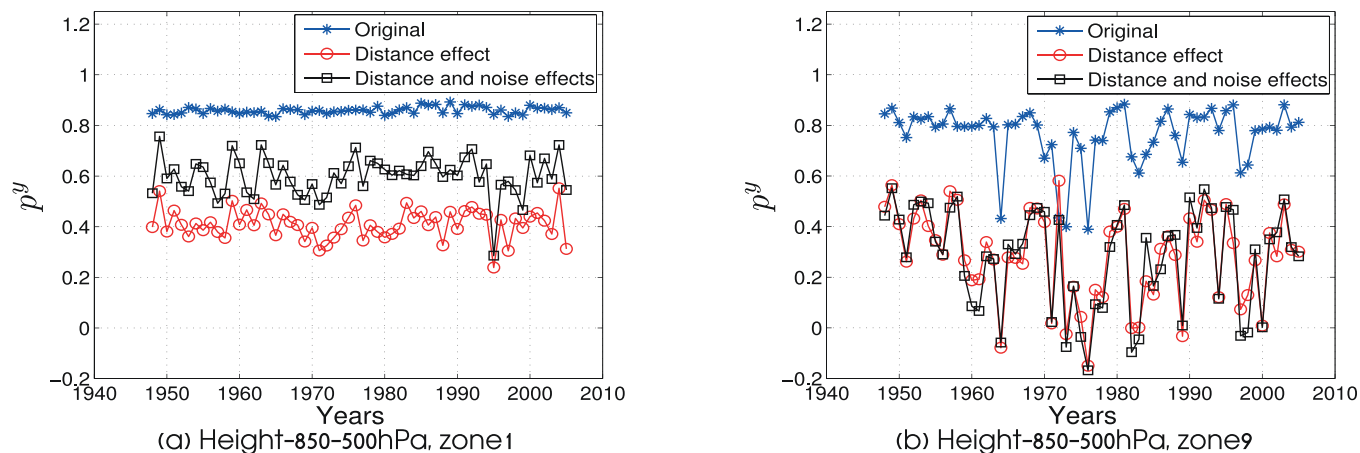 1.2
1
0.8
0.6
0.4
0.2
0
−0.2
p^y
Original
Distance effect
Distance and noise effects
1940 1950 1960 1970 1980 1990 2000 2010
Years
(a) Height-850-500hPa, zone1
1.2
1
0.8
0.6
0.4
0.2
0
−0.2
p^y
Original
Distance effect
Distance and noise effects
1940 1950 1960 1970 1980 1990 2000 2010
Years
(b) Height-850-500hPa, zone9